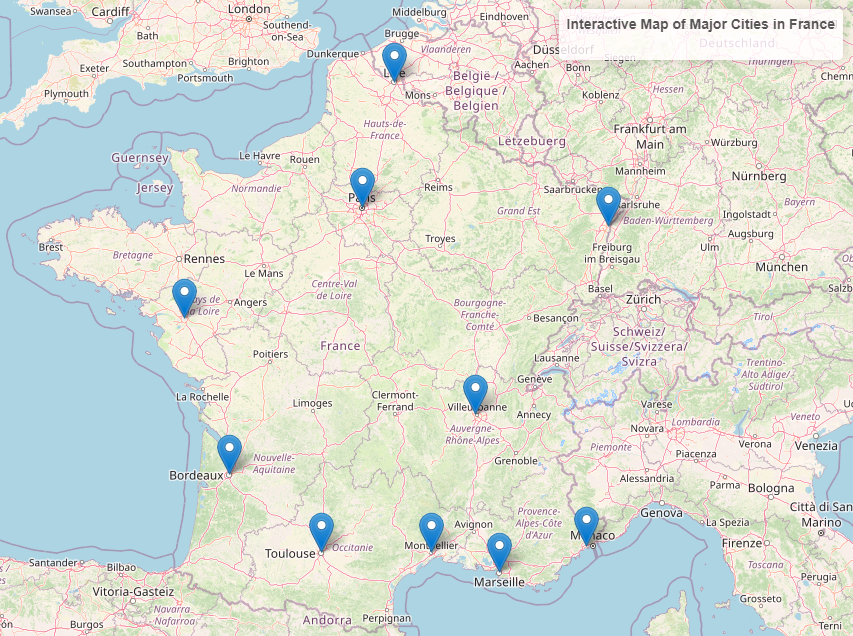 Interactive Map of Major Cities in France
Swansea
Cardiff
London
Middelburg
Eindhoven
Bath
Southend-
on-Sea
Brugge
Dunkerque
Vlaanderen
Düsseldorf
Deutschland
Exeter
Southampton
Brighton
Portsmouth
Aachen
Bonn
Siegen
Thüringen
Plymouth
Lille
Mons
België /
Belgique /
Belgien
Koblenz
Hessen
Chemn
Hauts-de-
France
Frankfurt am
Main
Guernsey
Jersey
Le Havre
Rouen
Lëtzebuerg
Würzburg
Mannheim
Nürnberg
Normandie
Paris
Reims
Saarbrücken
Karlsruhe
Grand Est
Baden-Württemberg
Ingolstadt
Bayern
Brest
Bretagne
Rennes
Troyes
Freiburg
im Breisgau
Ulm
Augsburg
München
Le Mans
Centre-Val
de Loire
Basel
Zürich
Salzb
Pays de
la Loire
Angers
Bourgogne-
Franche-
Comté
Besançon
Tirol
France
Poitiers
Lausanne
Schweiz/
Suisse/Svizzera/
Svizra
Trentino-
Alto Adige/
Südtirol
La Rochelle
Limoges
Clermont-
Ferrand
Villeurbanne
Genève
Annecy
Varese
Novara
Lombardia
Veneto
Auvergne-
Rhône-Alpes
Piemonte
Piacenza
Verona
Venezia
Bordeaux
Nouvelle-
Aquitaine
Grenoble
Alessandria
Parma
Bologna
Provence-
Alpes-Côte
d'Azur
Genova
La Spezia
Città di San
Marino
Toulouse
Occitanie
Montpellier
Avignon
Monaco
Firenze
Santander
Bilbao
Marseille
Toscana
Perugia
Vitoria-Gasteiz
Navarra -
Nafarroa
Andorra
Perpignan
Grosseto
Burgos
Terni